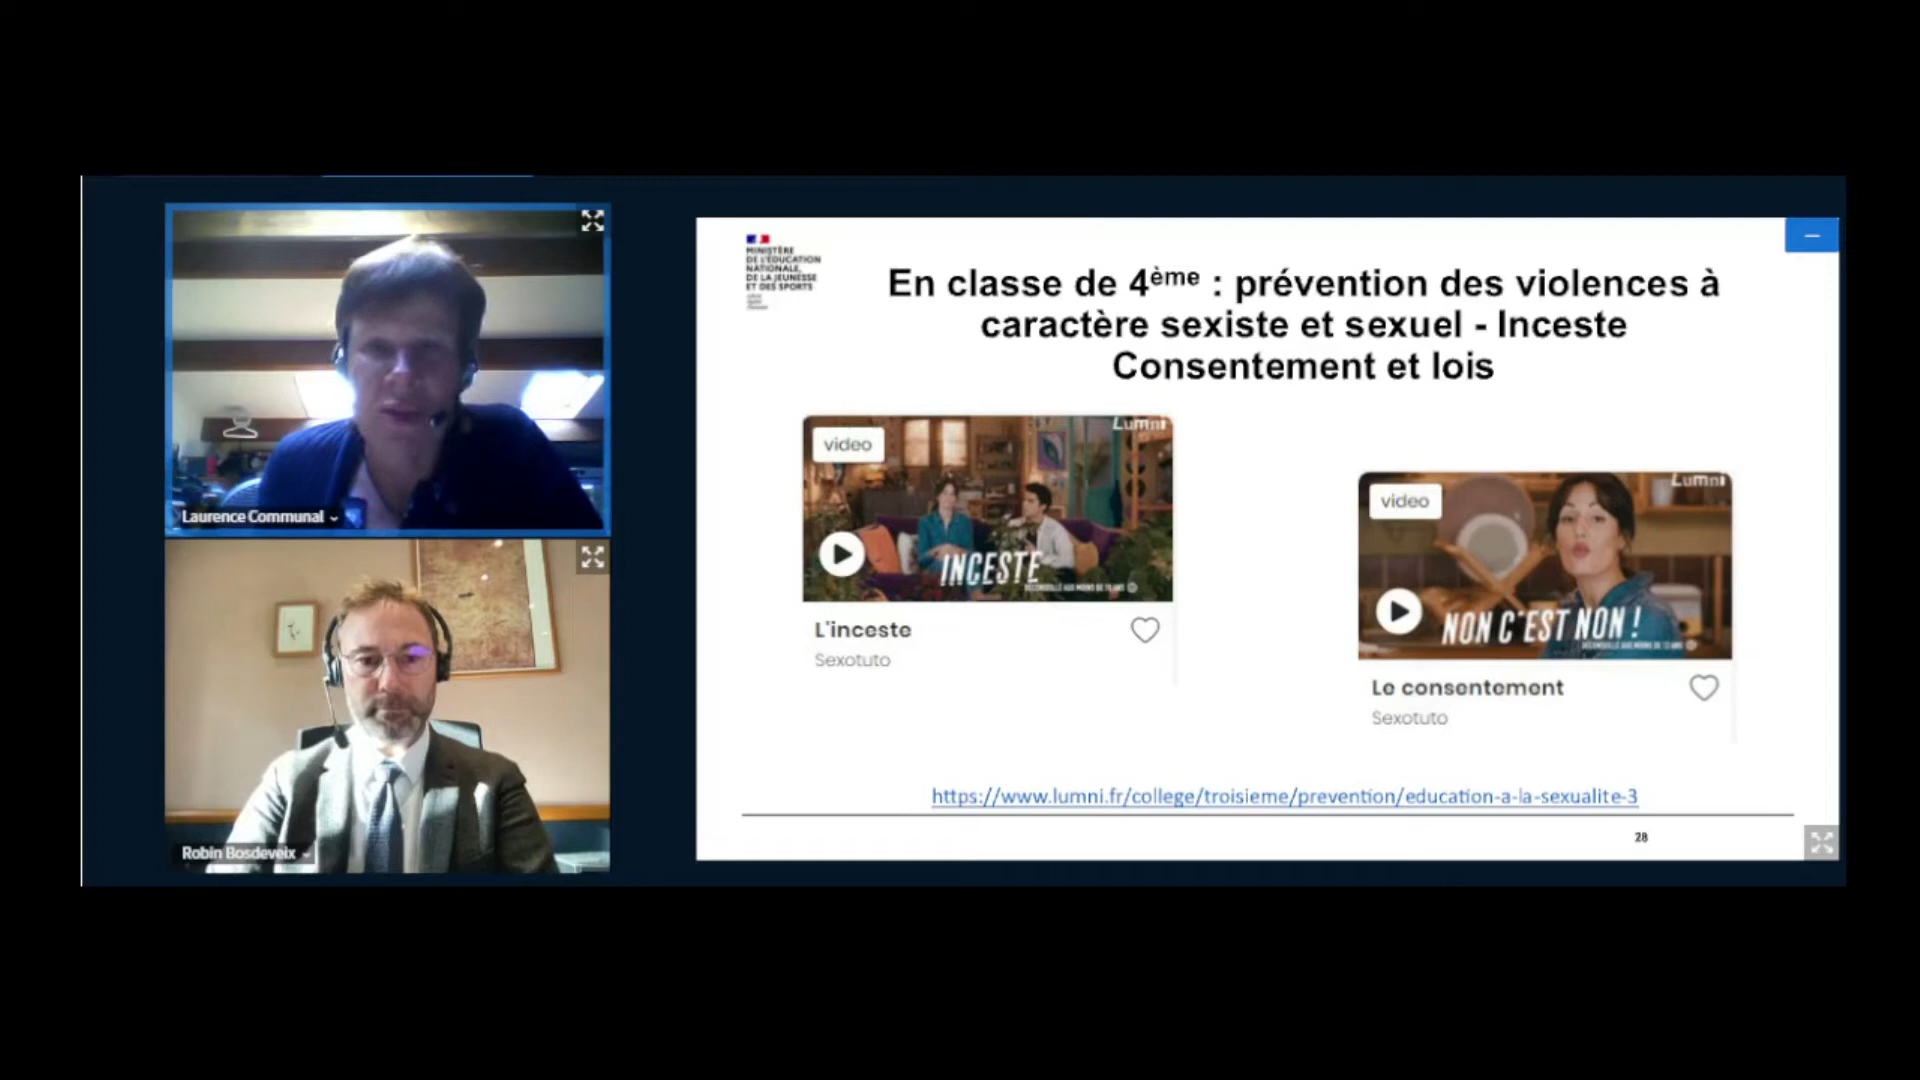 Laurence Communal
Robin Bosdeveix
MINISTÈRE
DE L'ÉDUCATION
NATIONALE,
DE LA JEUNESSE
ET DES SPORTS
En classe de 4ème : prévention des violences à
caractère sexiste et sexuel - Inceste
Consentement et lois
video
Lumni
INCESTE
L'inceste
Sexotuto
video
Lumni
NON C'EST NON !
Le consentement
Sexotuto
https://www.lumni.fr/college/troisieme/prevention/education-a-la-sexualite-3
28